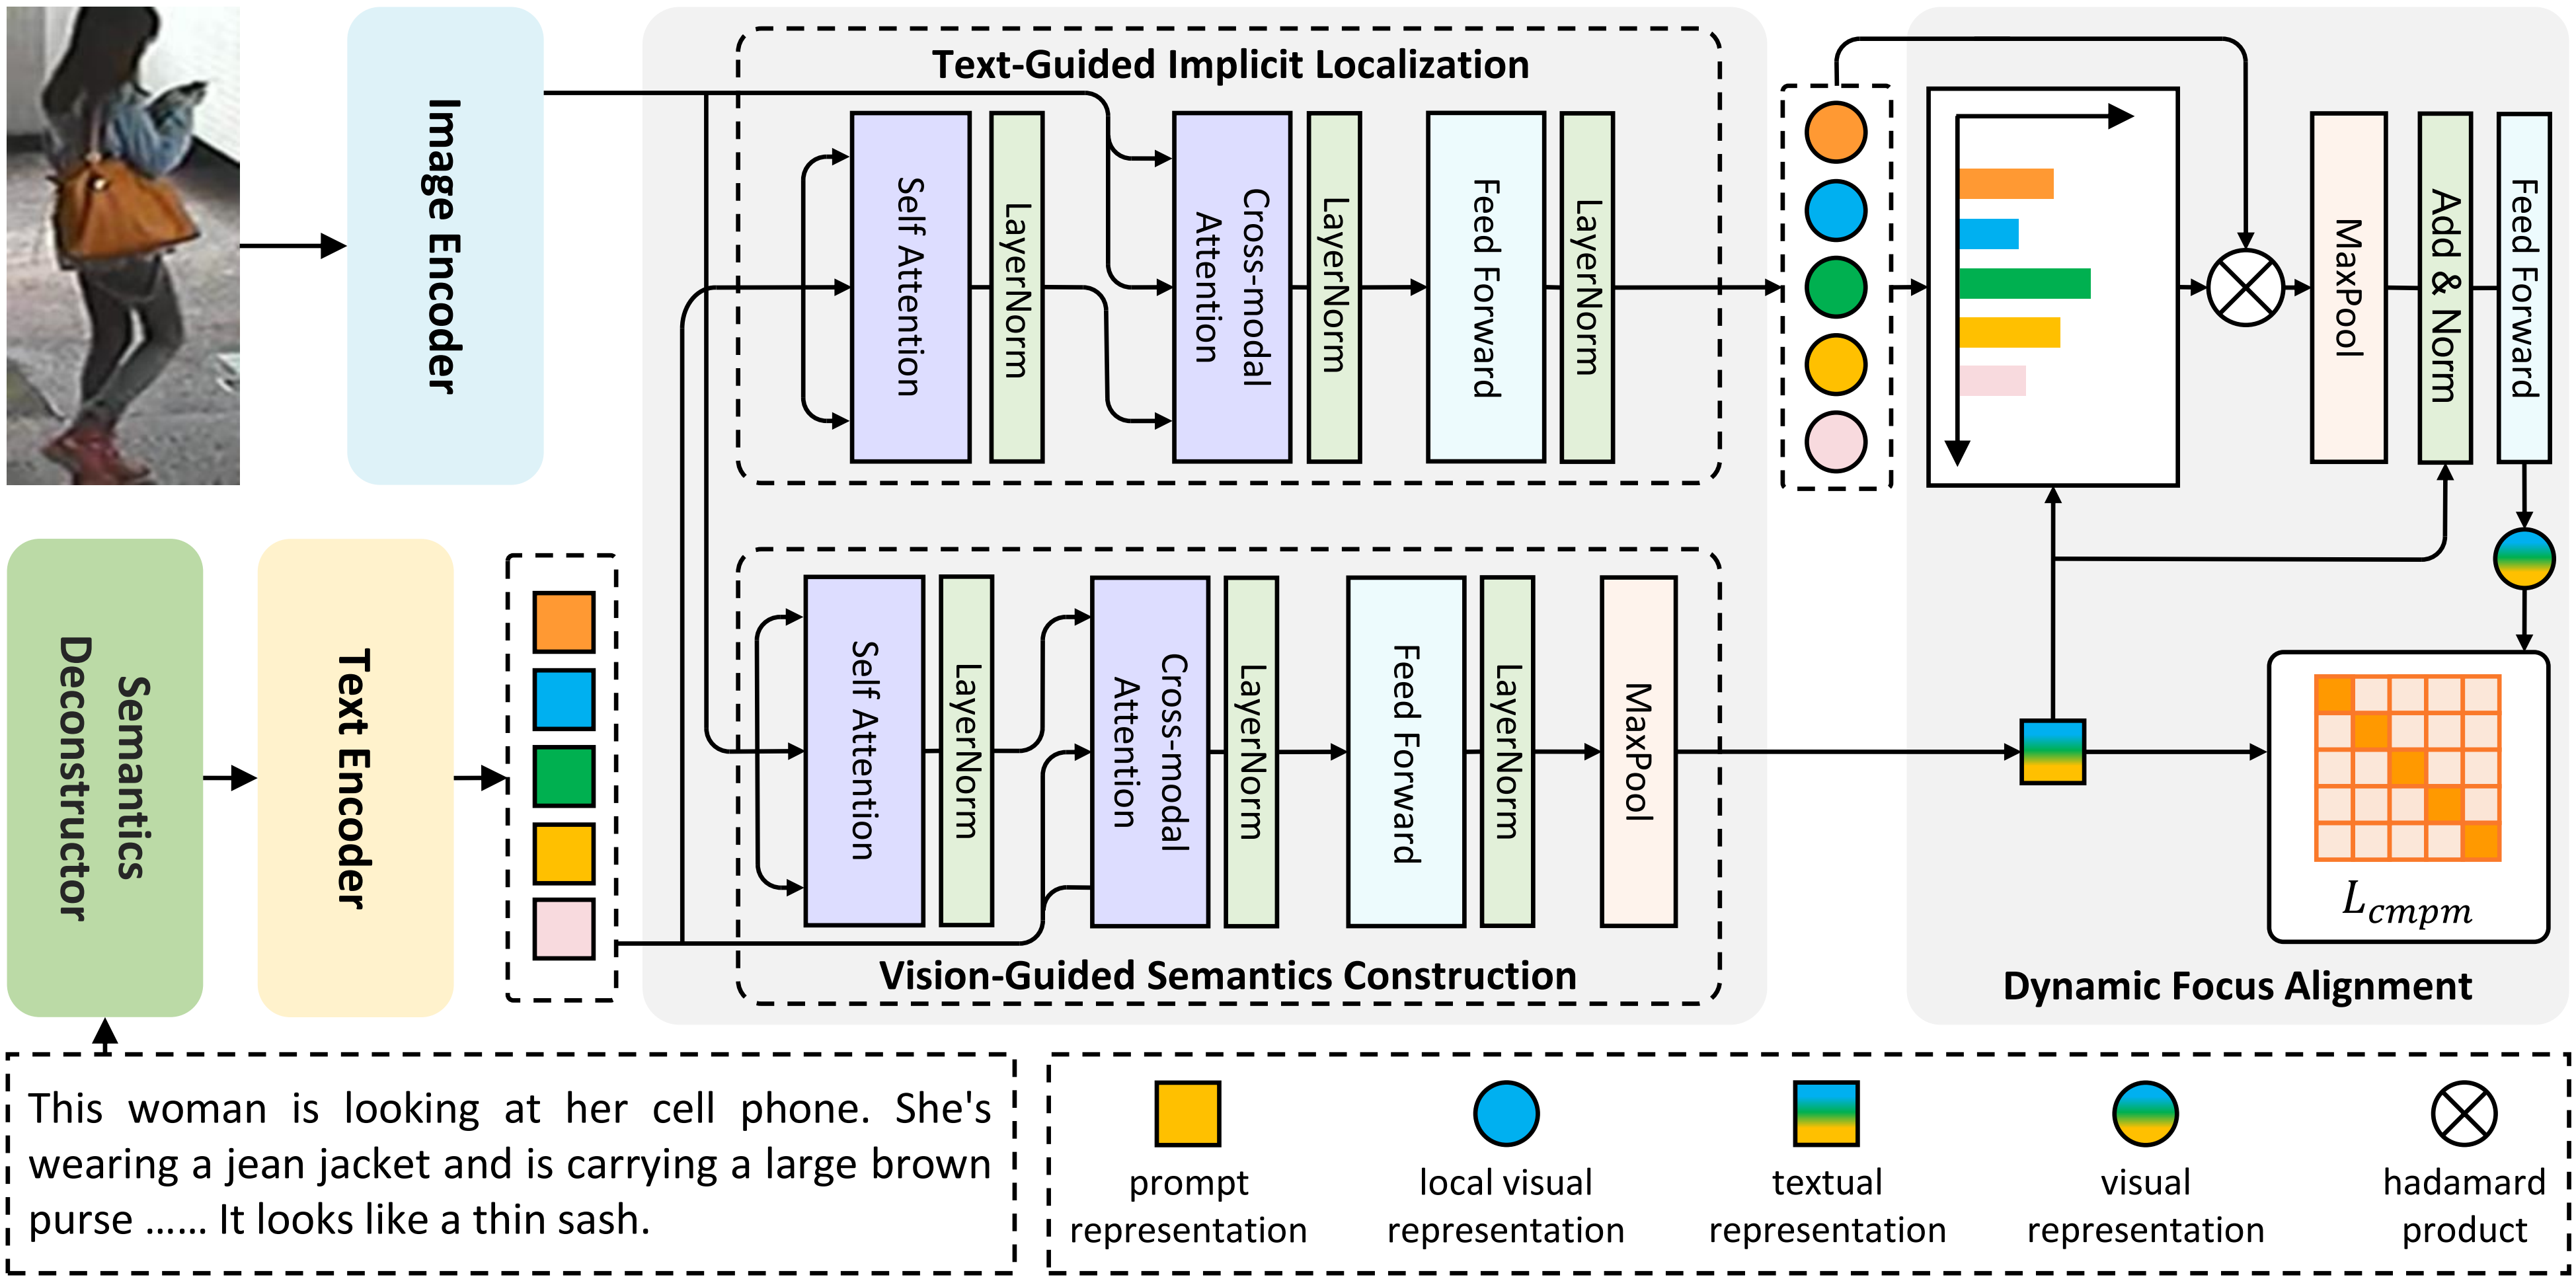 Image Encoder
Text-Guided Implicit Localization
Self Attention
LayerNorm
Cross-modal
Attention
LayerNorm
Feed Forward
LayerNorm
MaxPool
Add & Norm
Feed Forward
Semantics
Deconstructor
Text Encoder
Self Attention
LayerNorm
Cross-modal
Attention
LayerNorm
Feed Forward
LayerNorm
MaxPool
Vision-Guided Semantics Construction
L_{cmpm}
Dynamic Focus Alignment
This woman is looking at her cell phone. She's
wearing a jean jacket and is carrying a large brown
purse ...... It looks like a thin sash.
prompt
representation
local visual
representation
textual
representation
visual
representation
hadamard
product